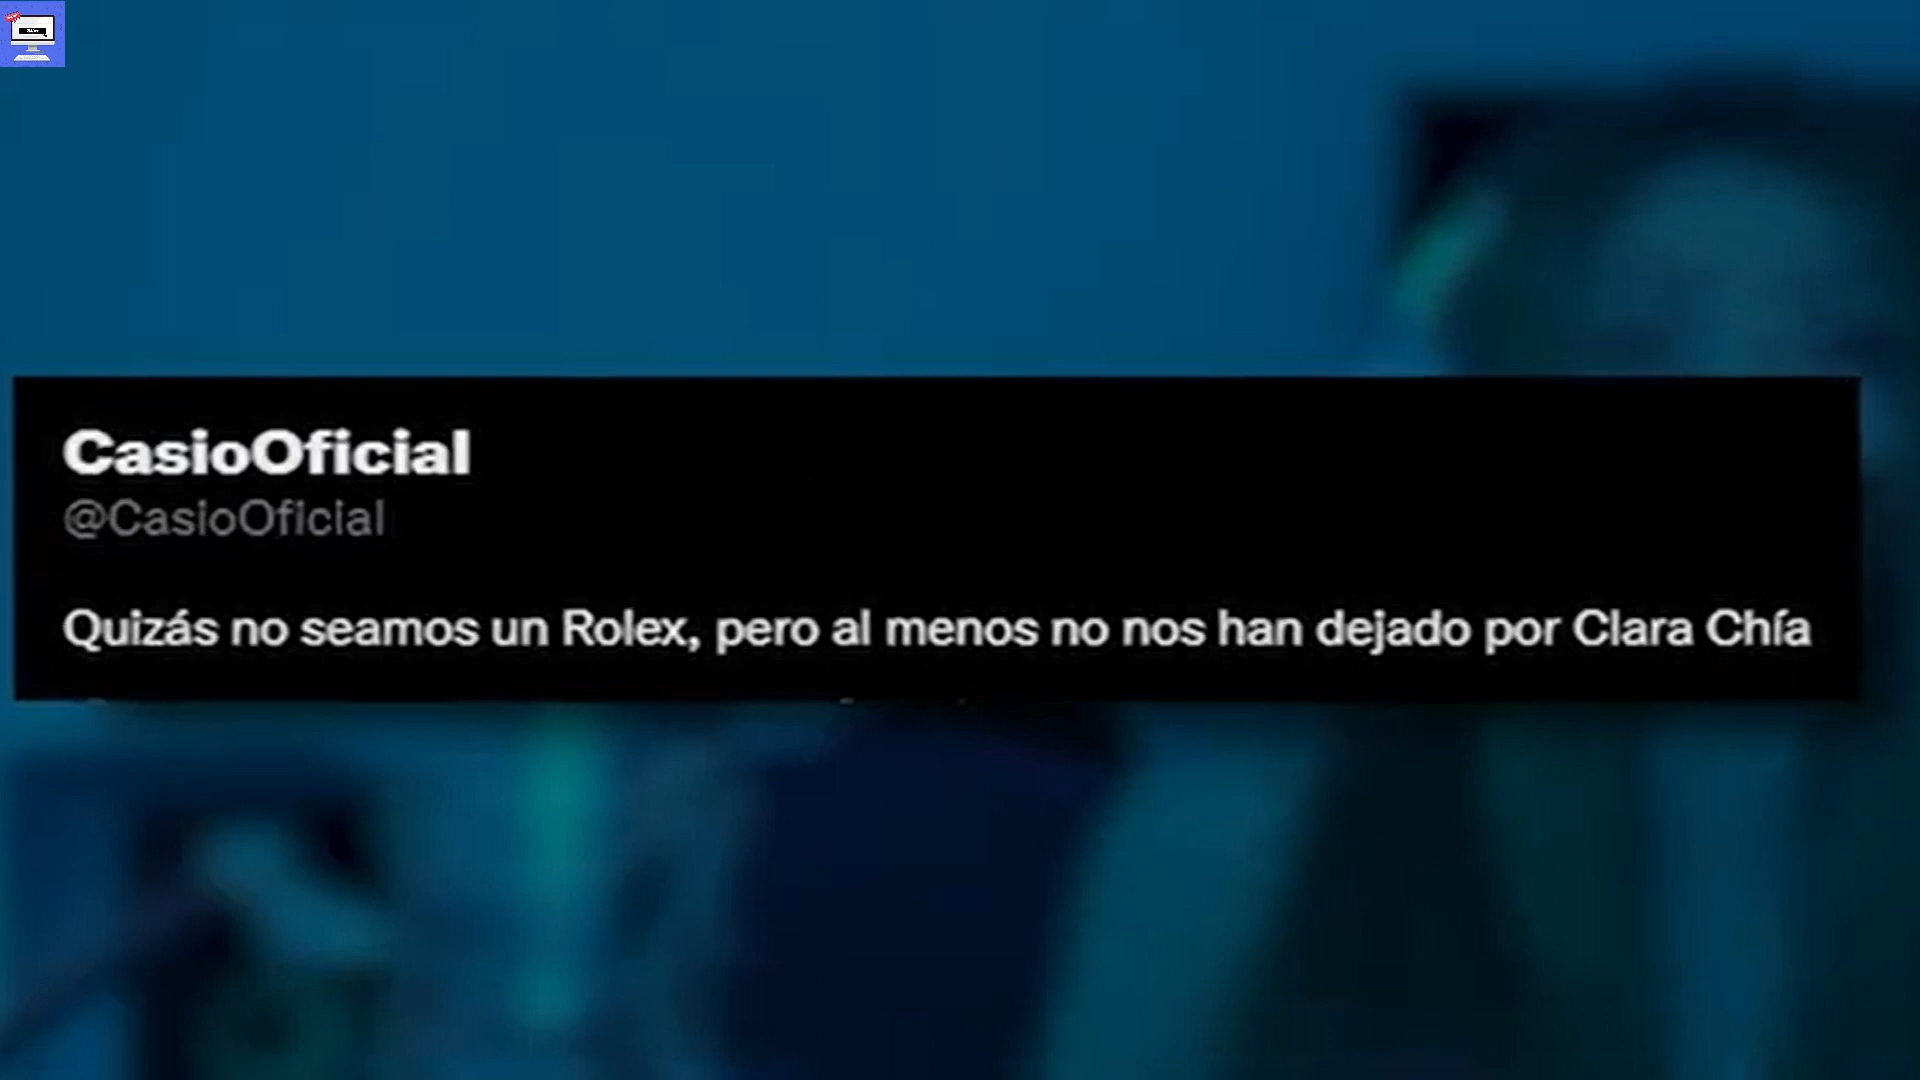 CasioOficial
@CasioOficial
Quizás no seamos un Rolex, pero al menos no nos han dejado por Clara Chía